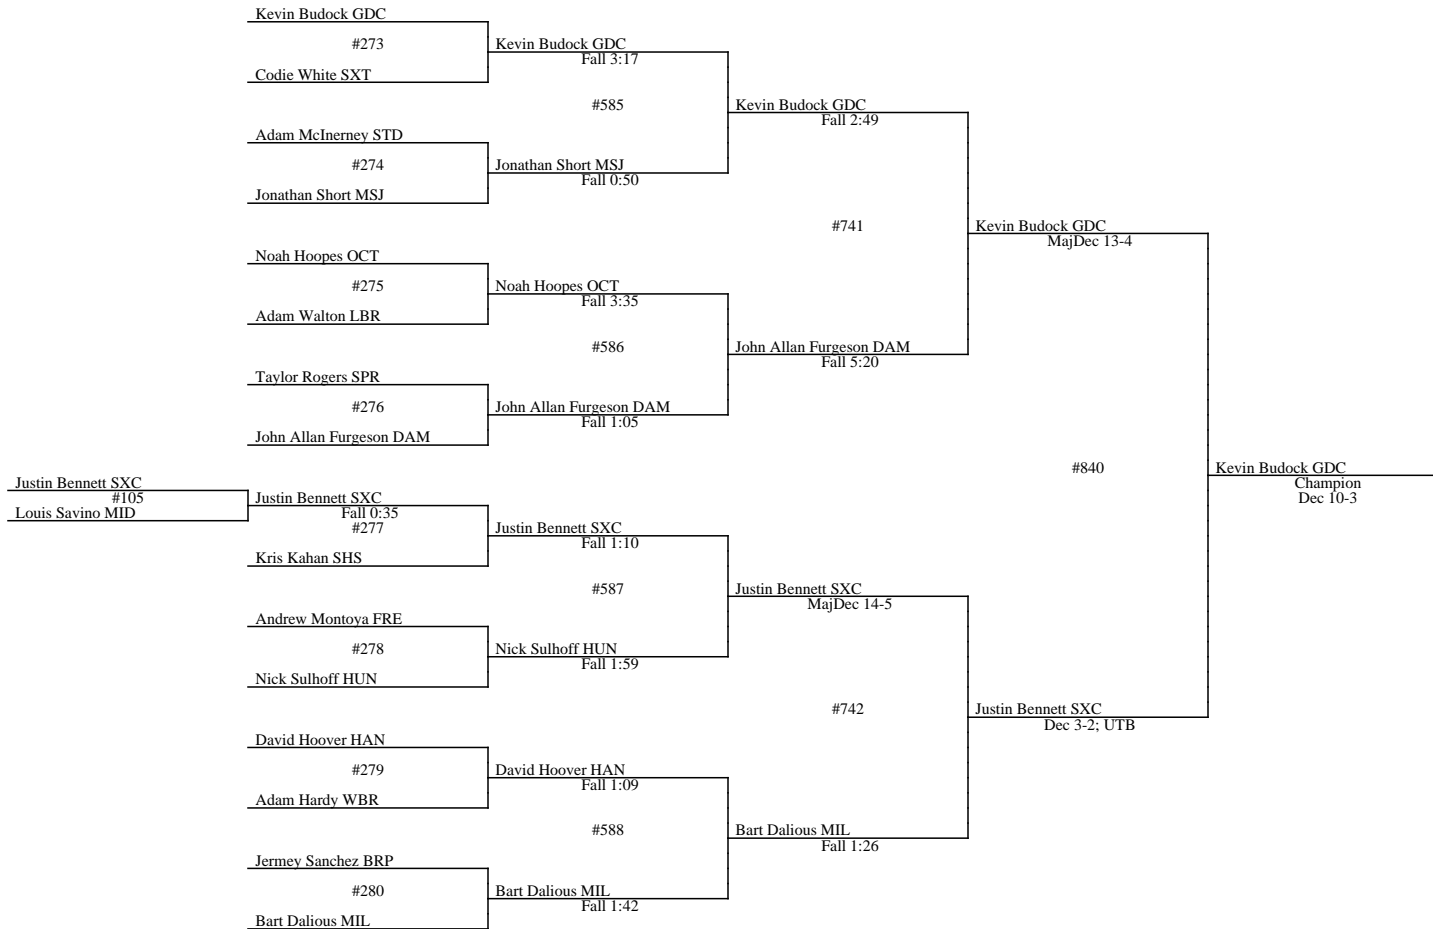 Kevin Budock GDC
#273
Kevin Budock GDC
Fall 3:17
Codie White SXT
#585
Kevin Budock GDC
Fall 2:49
Adam McInerney STD
#274
Jonathan Short MSJ
Fall 0:50
Jonathan Short MSJ
#741
Kevin Budock GDC
MajDec 13-4
Noah Hoopes OCT
#275
Noah Hoopes OCT
Fall 3:35
Adam Walton LBR
#586
John Allan Furgeson DAM
Fall 5:20
Taylor Rogers SPR
#276
John Allan Furgeson DAM
Fall 1:05
John Allan Furgeson DAM
#840
Kevin Budock GDC
Champion
Dec 10-3
Justin Bennett SXC
#105
Louis Savino MID
Justin Bennett SXC
Fall 0:35
#277
Justin Bennett SXC
Fall 1:10
Kris Kahan SHS
#587
Justin Bennett SXC
MajDec 14-5
Andrew Montoya FRE
#278
Nick Sulhoff HUN
Fall 1:59
Nick Sulhoff HUN
#742
Justin Bennett SXC
Dec 3-2; UTB
David Hoover HAN
#279
David Hoover HAN
Fall 1:09
Adam Hardy WBR
#588
Bart Dalious MIL
Fall 1:26
Jermey Sanchez BRP
#280
Bart Dalious MIL
Fall 1:42
Bart Dalious MIL